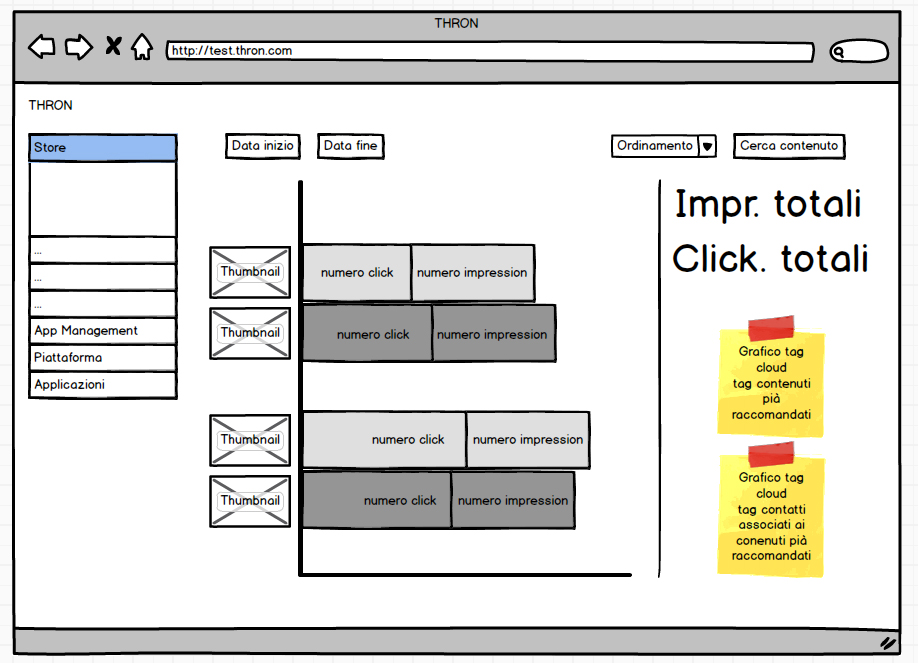 THRON
http://test.thron.com
THRON
Store
...
...
...
App Management
Piattaforma
Applicazioni
Data inizio
Data fine
Ordinamento
Cerca contenuto
Thumbnail
numero click
numero impression
Thumbnail
numero click
numero impression
Thumbnail
numero click
numero impression
Thumbnail
numero click
numero impression
Impr. totali
Click. totali
Grafico tag
cloud
tag contenuti
pià
raccomandati
Grafico tag
cloud
tag contatti
associati ai
conenuti pià
raccomandati